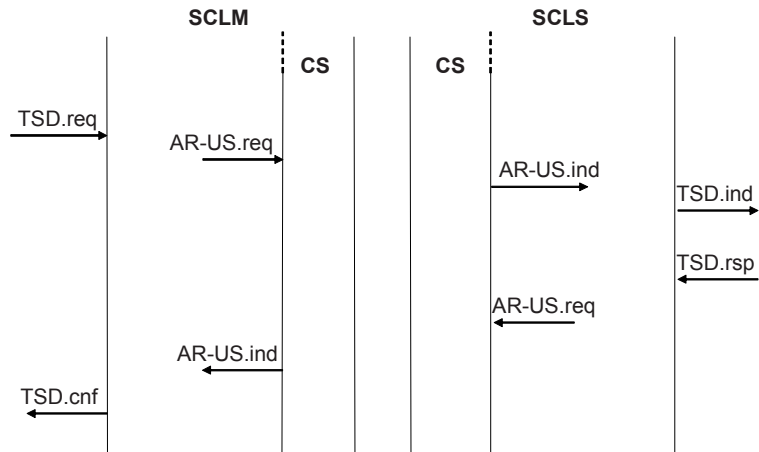 SCLM
SCLS
CS
CS
TSD.req
AR-US.req
AR-US.ind
TSD.ind
TSD.rsp
AR-US.req
AR-US.ind
TSD.cnf